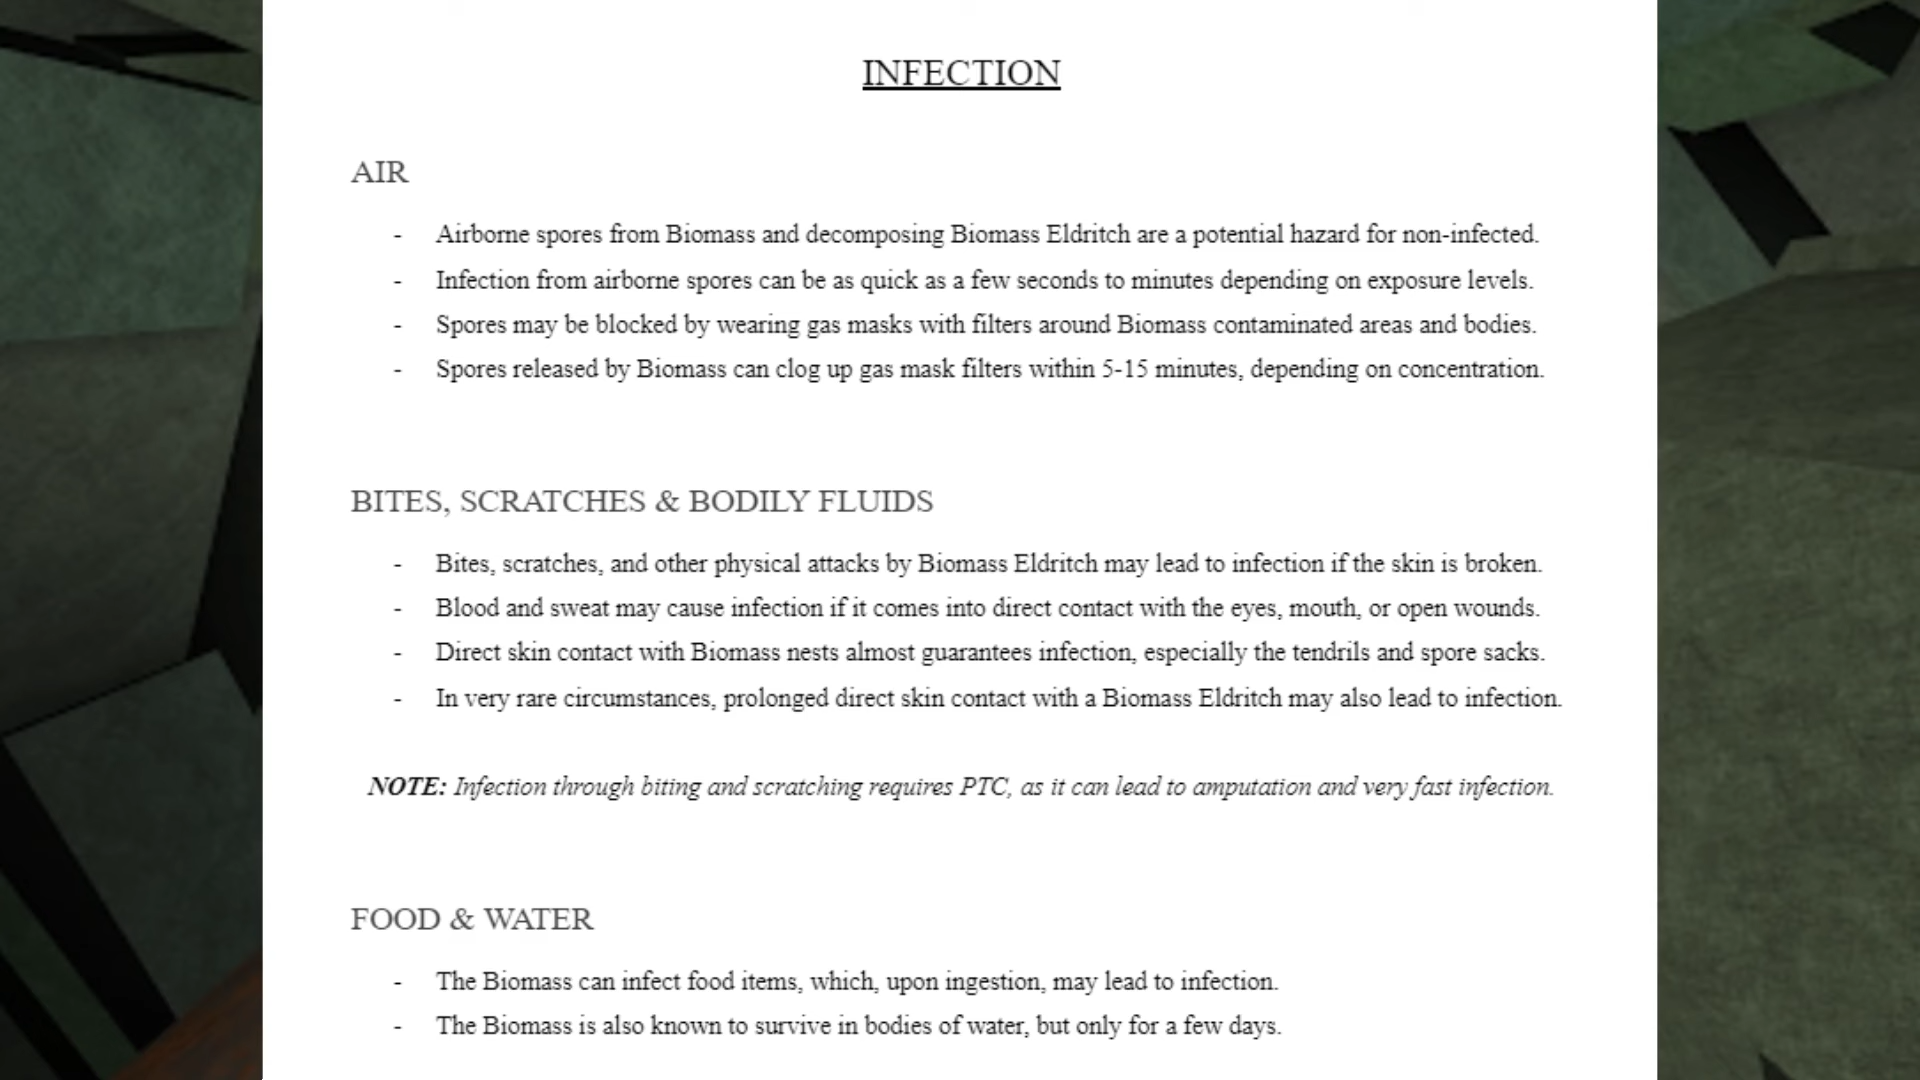 INFECTION
AIR
- Airborne spores from Biomass and decomposing Biomass Eldritch are a potential hazard for non-infected.
- Infection from airborne spores can be as quick as a few seconds to minutes depending on exposure levels.
- Spores may be blocked by wearing gas masks with filters around Biomass contaminated areas and bodies.
- Spores released by Biomass can clog up gas mask filters within 5-15 minutes, depending on concentration.
BITES, SCRATCHES & BODILY FLUIDS
- Bites, scratches, and other physical attacks by Biomass Eldritch may lead to infection if the skin is broken.
- Blood and sweat may cause infection if it comes into direct contact with the eyes, mouth, or open wounds.
- Direct skin contact with Biomass nests almost guarantees infection, especially the tendrils and spore sacks.
- In very rare circumstances, prolonged direct skin contact with a Biomass Eldritch may also lead to infection.
NOTE: Infection through biting and scratching requires PTC, as it can lead to amputation and very fast infection.
FOOD & WATER
- The Biomass can infect food items, which, upon ingestion, may lead to infection.
- The Biomass is also known to survive in bodies of water, but only for a few days.